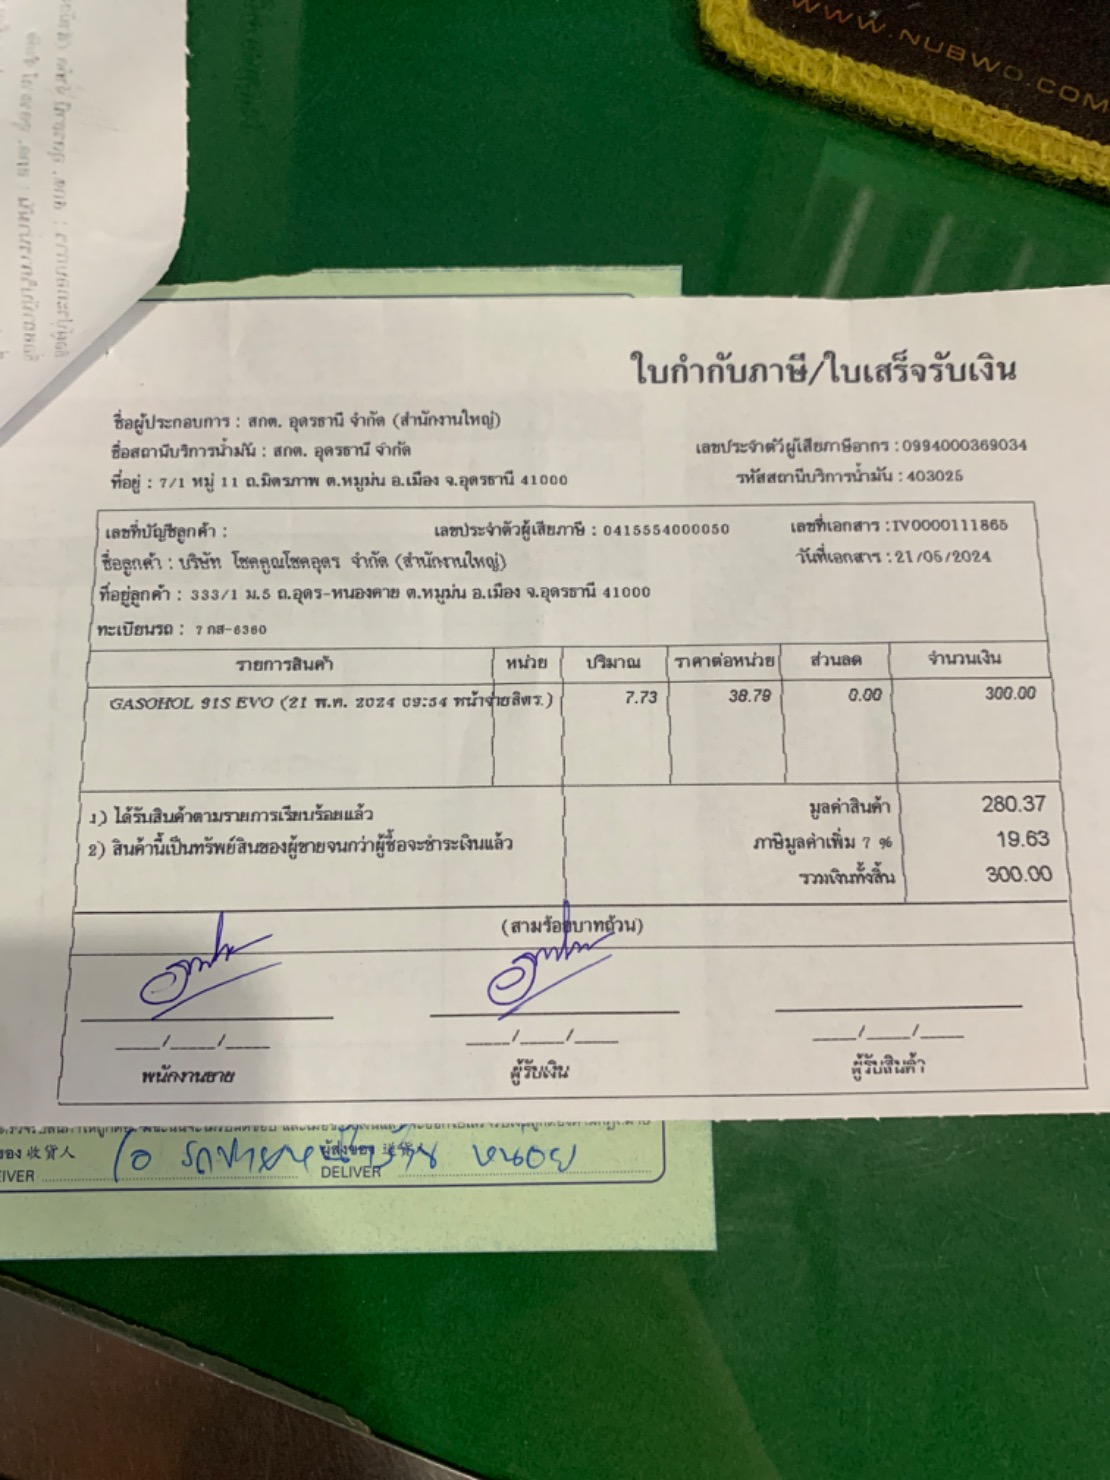 WWW.NUBWO.COM
ใบกำกับภาษี/ใบเสร็จรับเงิน
ชื่อผู้ประกอบการ : สกต. อุดรธานี จำกัด (สำนักงานใหญ่)
ชื่อสถานีบริการน้ำมัน : สกต. อุดรธานี จำกัด
เลขประจำตัวผู้เสียภาษีอากร : 0994000369034
ที่อยู่ : 7/1 หมู่ 11 ถ.มิตรภาพ ต.หมูม่น อ.เมือง จ.อุดรธานี 41000
รหัสสถานีบริการน้ำมัน : 403025
เลขที่บัญชีลูกค้า : เลขประจำตัวผู้เสียภาษี : 0415554000050 เลขที่เอกสาร : IV0000111865
ชื่อลูกค้า : บริษัท โชคคูณโชคอุดร จำกัด (สำนักงานใหญ่) วันที่เอกสาร : 21/05/2024
ที่อยู่ลูกค้า : 333/1 ม.5 ถ.อุดร-หนองคาย ต.หมูม่น อ.เมือง จ.อุดรธานี 41000
ทะเบียนรถ : 7 กส-6360
รายการสินค้า หน่วย ปริมาณ ราคาต่อหน่วย ส่วนลด จำนวนเงิน
GASOHOL 91S EVO (21 พ.ค. 2024 09:54 หน้าจ่ายลิตร.) 7.73 38.79 0.00 300.00
1) ได้รับสินค้าตามรายการเรียบร้อยแล้ว มูลค่าสินค้า 280.37
2) สินค้านี้เป็นทรัพย์สินของผู้ขายจนกว่าผู้ซื้อจะชำระเงินแล้ว ภาษีมูลค่าเพิ่ม 7 % 19.63
รวมเงินทั้งสิ้น 300.00
(สามร้อยบาทถ้วน)
____/____/____ ____/____/____ ____/____/____
พนักงานขาย ผู้รับเงิน ผู้รับสินค้า
收貨人 ผู้ส่งของ 送貨人
DELIVER